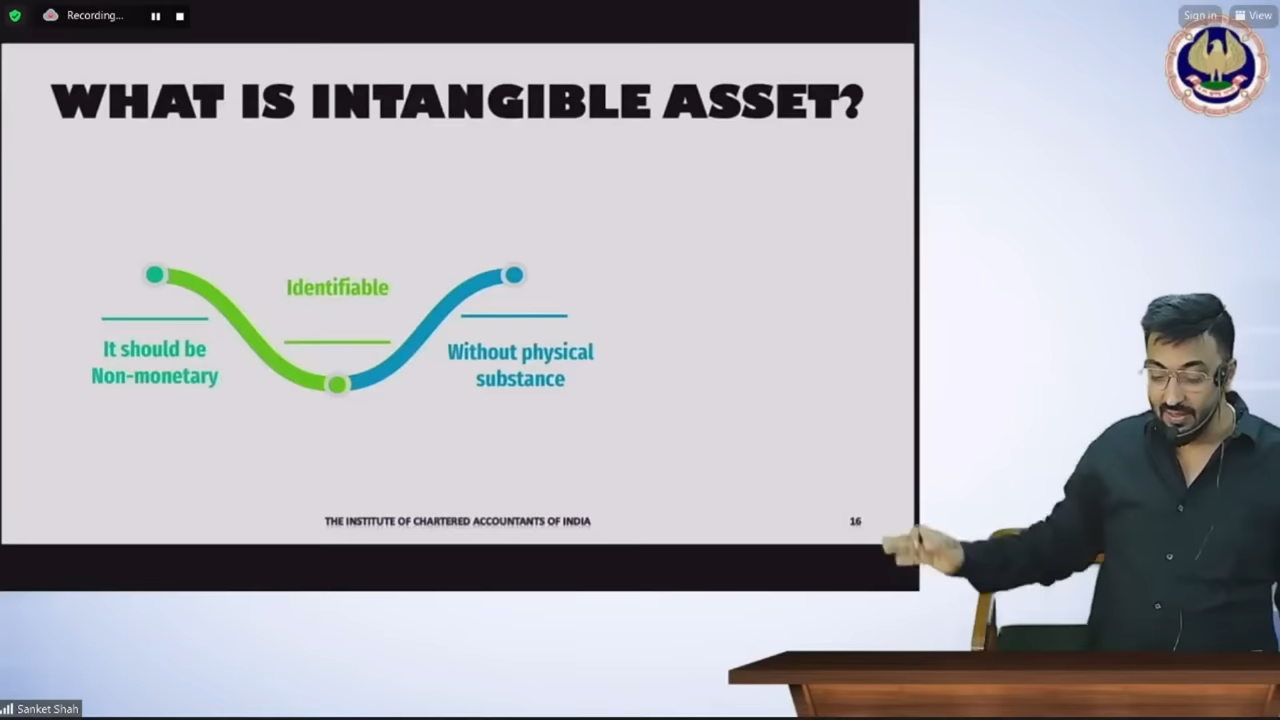 Recording...
Sign in
View
WHAT IS INTANGIBLE ASSET?
Identifiable
It should be
Non-monetary
Without physical
substance
THE INSTITUTE OF CHARTERED ACCOUNTANTS OF INDIA
16
Sanket Shah